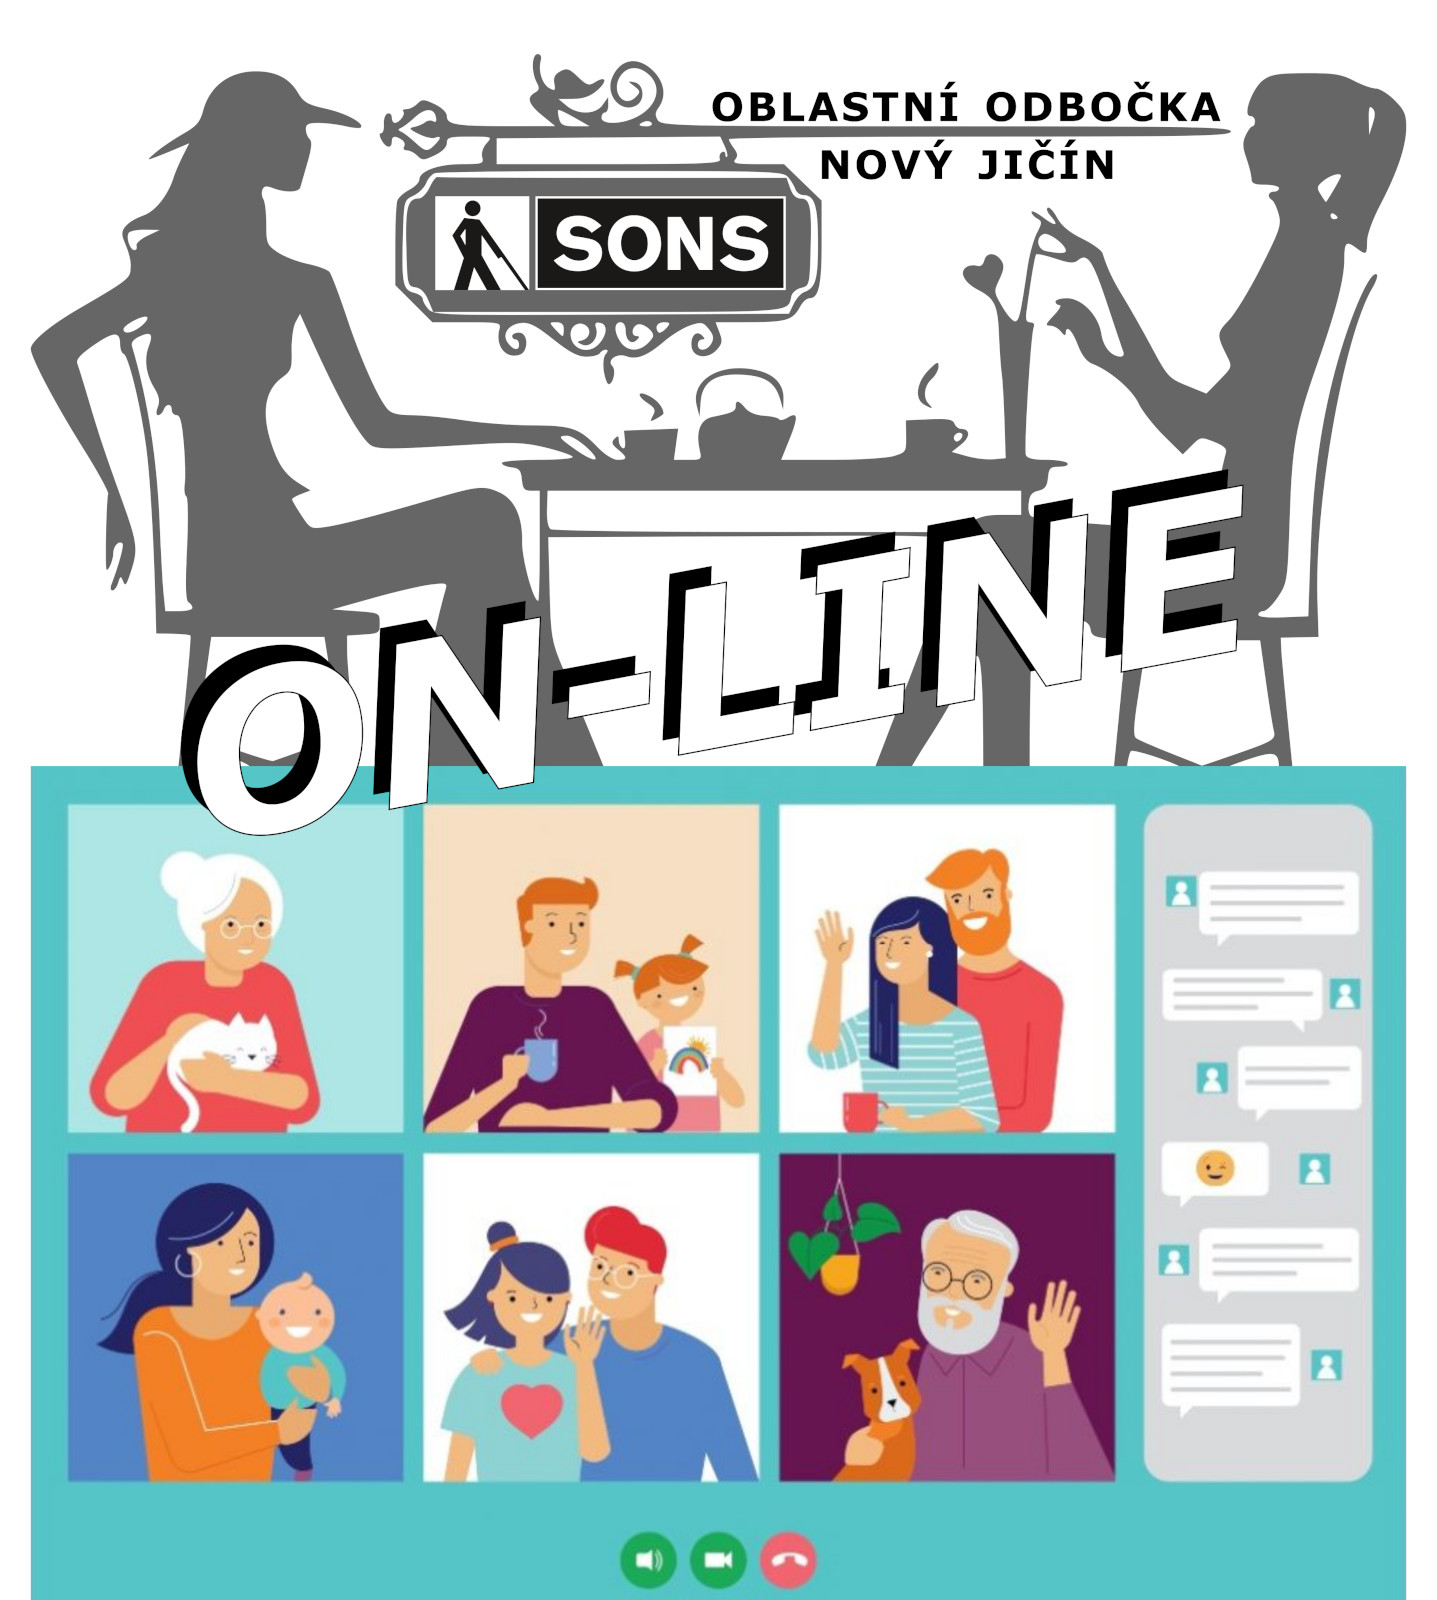 OBLASTNÍ ODBOČKA
NOVÝ JIČÍN
SONS
ON-LINE